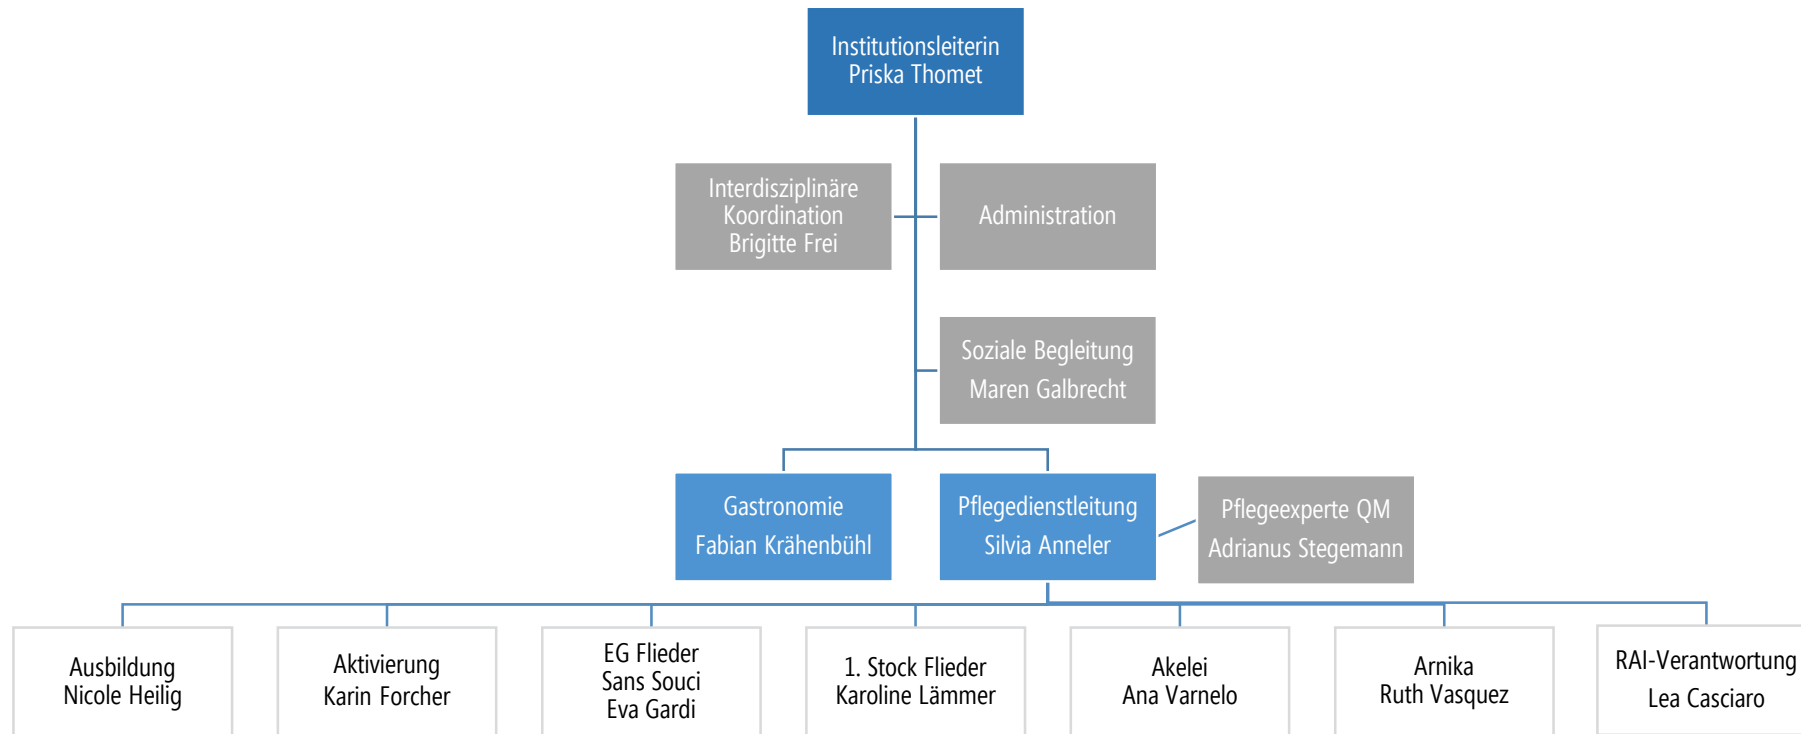 Institutionsleiterin
Priska Thomet
Interdisziplinäre
Koordination
Brigitte Frei
Administration
Soziale Begleitung
Maren Galbrecht
Gastronomie
Fabian Krähenbühl
Pflegedienstleitung
Silvia Anneler
Pflegeexperte QM
Adrianus Stegemann
Ausbildung
Nicole Heilig
Aktivierung
Karin Forcher
EG Flieder
Sans Souci
Eva Gardi
1. Stock Flieder
Karoline Lämmer
Akelei
Ana Varnelo
Arnika
Ruth Vasquez
RAI-Verantwortung
Lea Casciaro